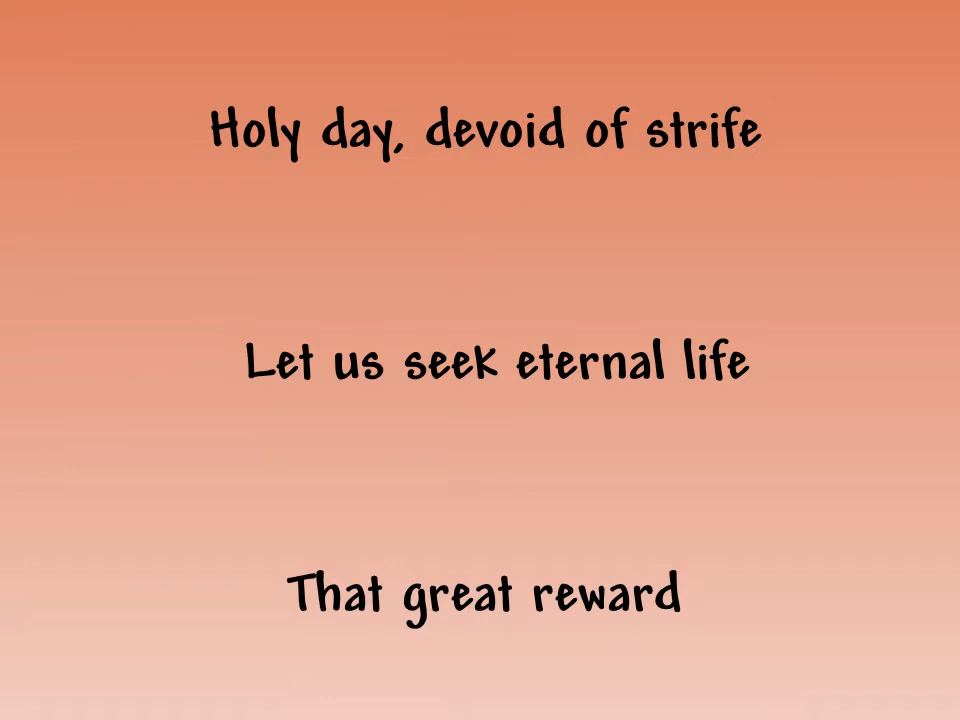 Holy day, devoid of strife
Let us seek eternal life
That great reward